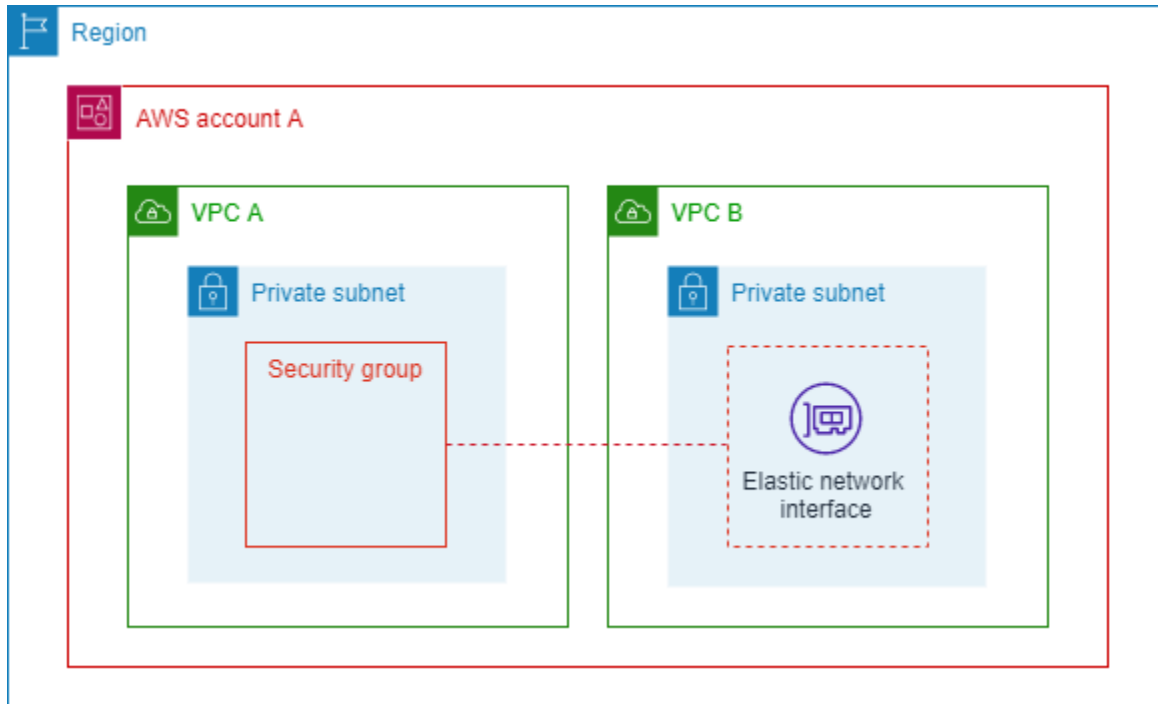 Region
AWS account A
VPC A
VPC B
Private subnet
Private subnet
Security group
Elastic network
interface